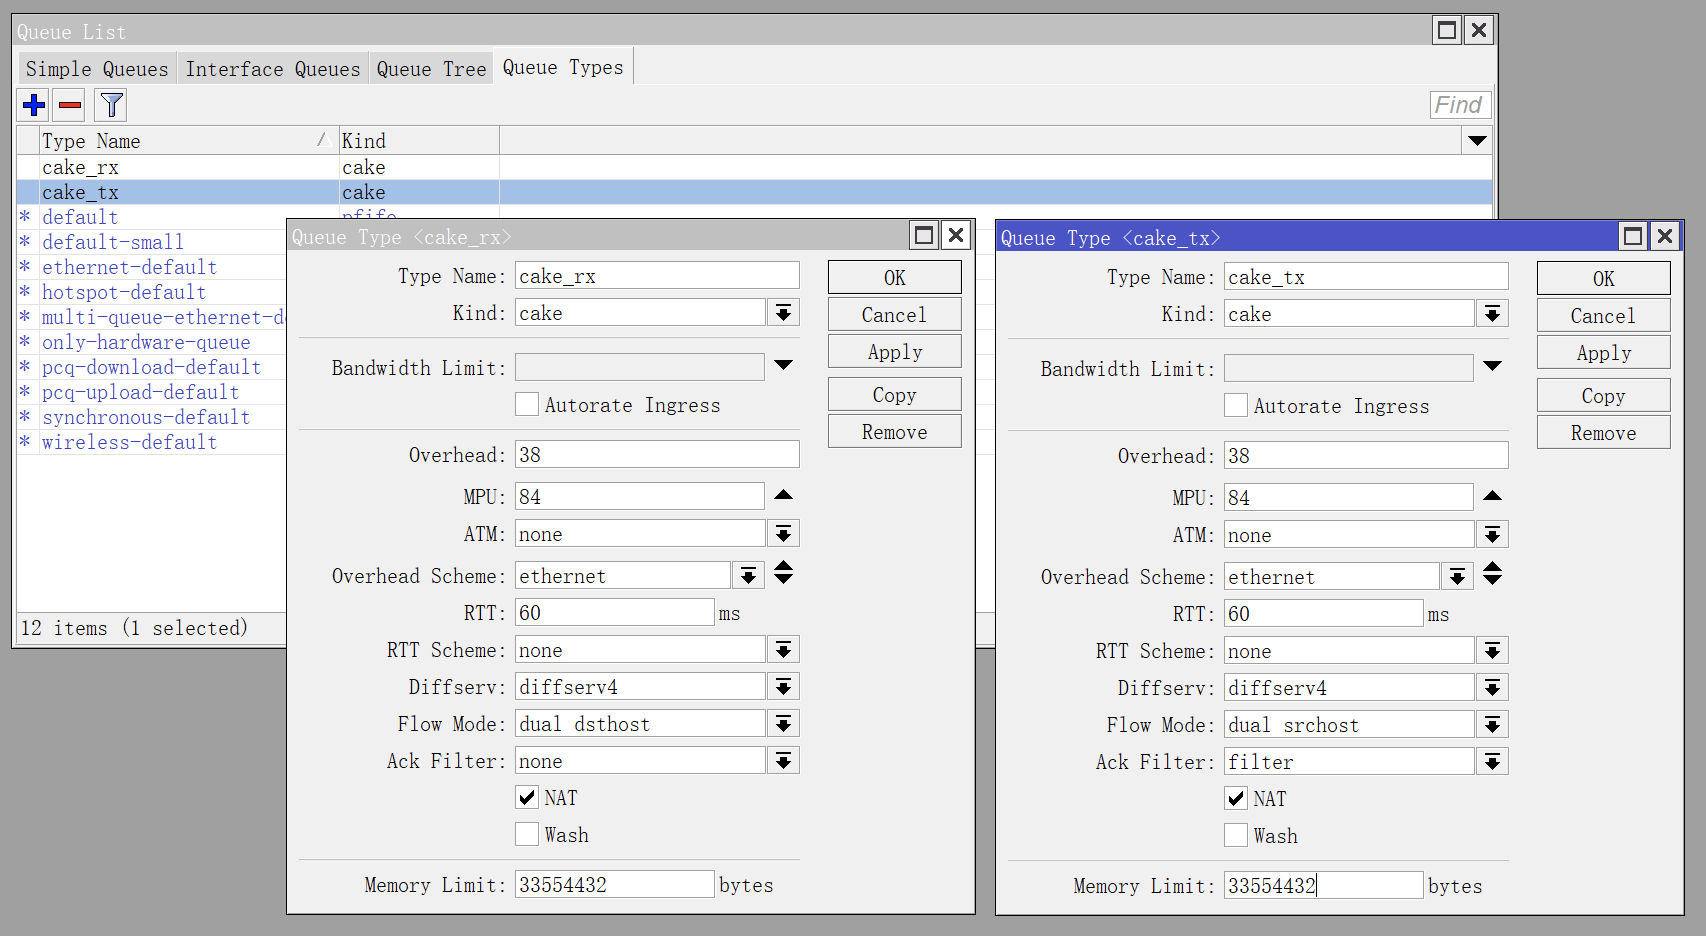 Queue List
Simple Queues Interface Queues Queue Tree Queue Types
Find
Type Name Kind
cake_rx cake
cake_tx cake
* default pfifo
* default-small
* ethernet-default
* hotspot-default
* multi-queue-ethernet-d
* only-hardware-queue
* pcq-download-default
* pcq-upload-default
* synchronous-default
* wireless-default
12 items (1 selected)
Queue Type <cake_rx>
Type Name: cake_rx OK
Kind: cake Cancel
Apply
Bandwidth Limit:
Copy
Autorate Ingress
Remove
Overhead: 38
MPU: 84
ATM: none
Overhead Scheme: ethernet
RTT: 60 ms
RTT Scheme: none
Diffserv: diffserv4
Flow Mode: dual dsthost
Ack Filter: none
NAT
Wash
Memory Limit: 33554432 bytes
Queue Type <cake_tx>
Type Name: cake_tx OK
Kind: cake Cancel
Apply
Bandwidth Limit:
Copy
Autorate Ingress
Remove
Overhead: 38
MPU: 84
ATM: none
Overhead Scheme: ethernet
RTT: 60 ms
RTT Scheme: none
Diffserv: diffserv4
Flow Mode: dual srchost
Ack Filter: filter
NAT
Wash
Memory Limit: 33554432 bytes